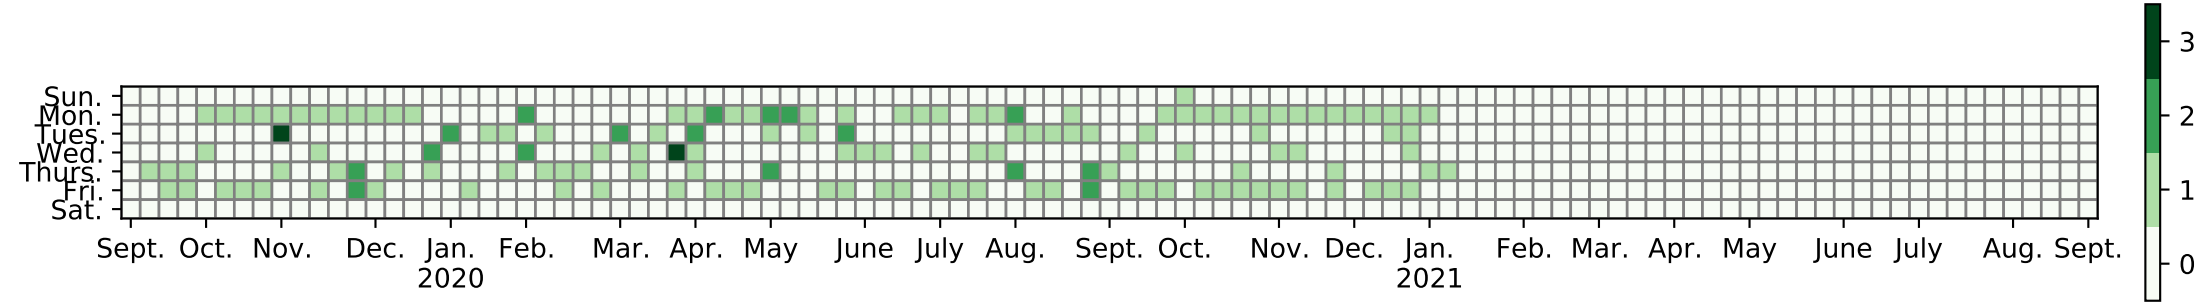 3
2
1
0
Sun.
Mon.
Tues.
Wed.
Thurs.
Fri.
Sat.
Sept. Oct. Nov. Dec. Jan. Feb. Mar. Apr. May June July Aug. Sept. Oct. Nov. Dec. Jan. Feb. Mar. Apr. May June July Aug. Sept.
2020 2021